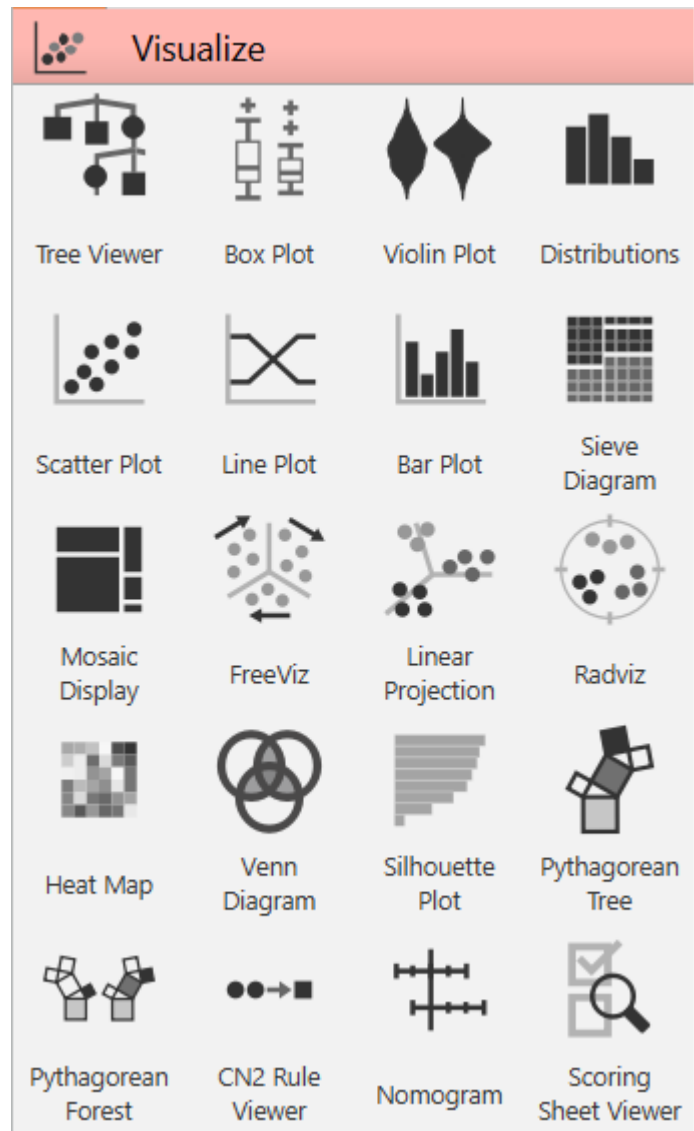 Visualize
Tree Viewer
Box Plot
Violin Plot
Distributions
Scatter Plot
Line Plot
Bar Plot
Sieve
Diagram
Mosaic
Display
FreeViz
Linear
Projection
Radviz
Heat Map
Venn
Diagram
Silhouette
Plot
Pythagorean
Tree
Pythagorean
Forest
CN2 Rule
Viewer
Nomogram
Scoring
Sheet Viewer